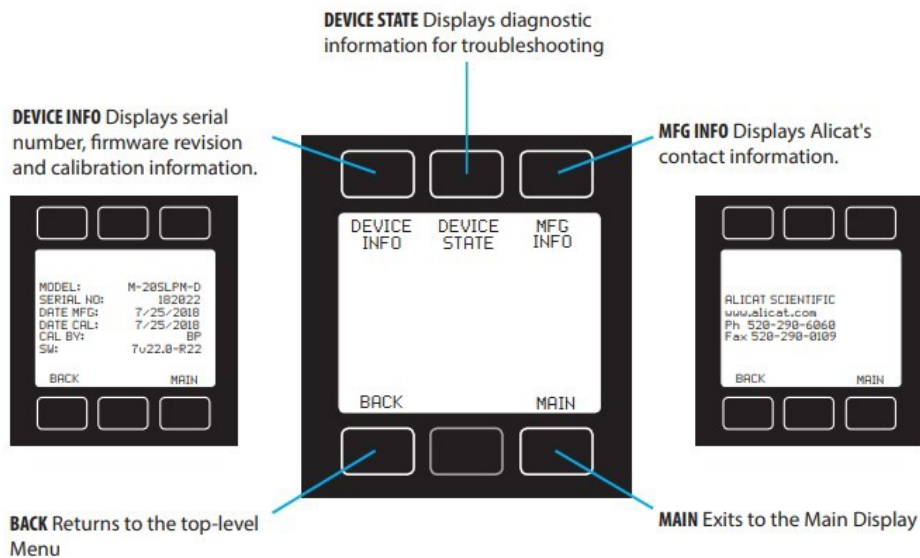 DEVICE STATE Displays diagnostic
information for troubleshooting
DEVICE INFO Displays serial
number, firmware revision
and calibration information.
MFG INFO Displays Alicat's
contact information.
DEVICE INFO
DEVICE STATE
MFG INFO
BACK
MAIN
MODEL: M-20SLPM-D
SERIAL NO: 182022
DATE MFG: 7/25/2018
DATE CAL: 7/25/2018
CAL BY: BP
SW: 7v22.0-R22
BACK MAIN
ALICAT SCIENTIFIC
www.alicat.com
Ph 520-290-6060
Fax 520-290-0109
BACK MAIN
BACK Returns to the top-level
Menu
MAIN Exits to the Main Display